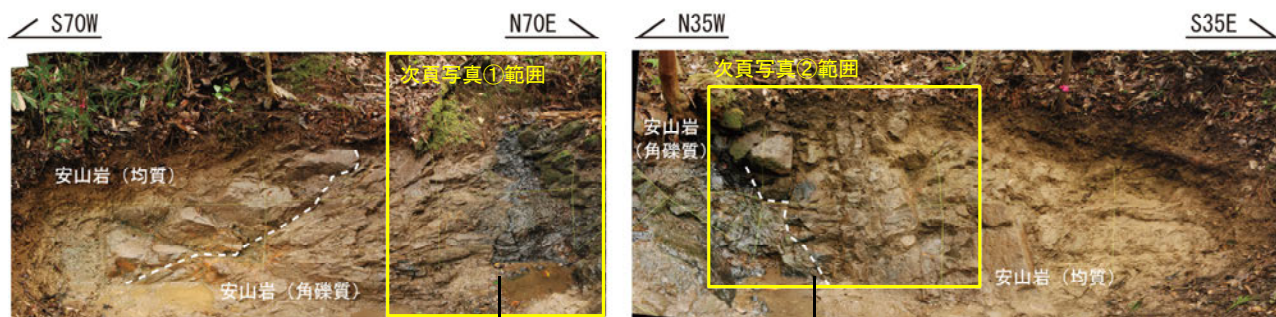 S70W
N70E
次頁写真①範囲
安山岩（均質）
安山岩（角礫質）
N35W
S35E
次頁写真②範囲
安山岩
（角礫質）
安山岩（均質）